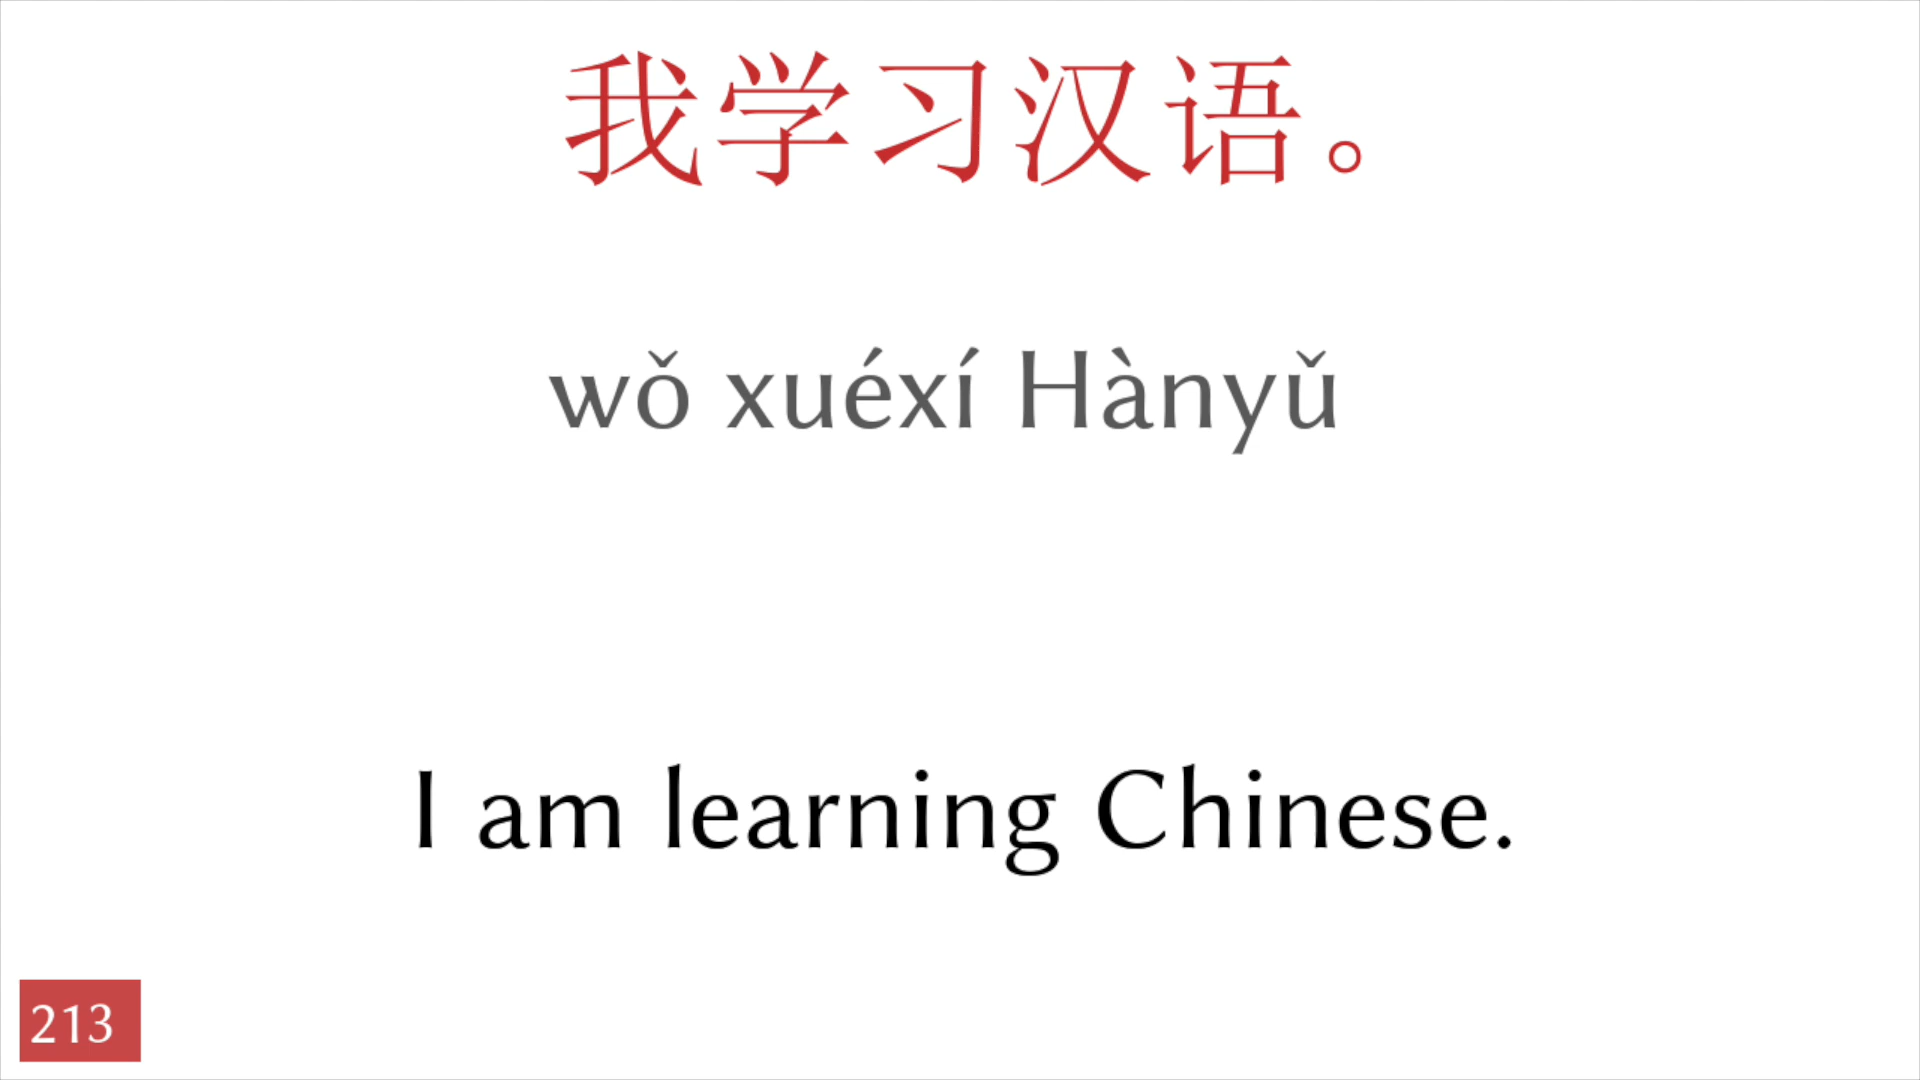 我学习汉语。
wǒ xuéxí Hànyǔ
I am learning Chinese.
213